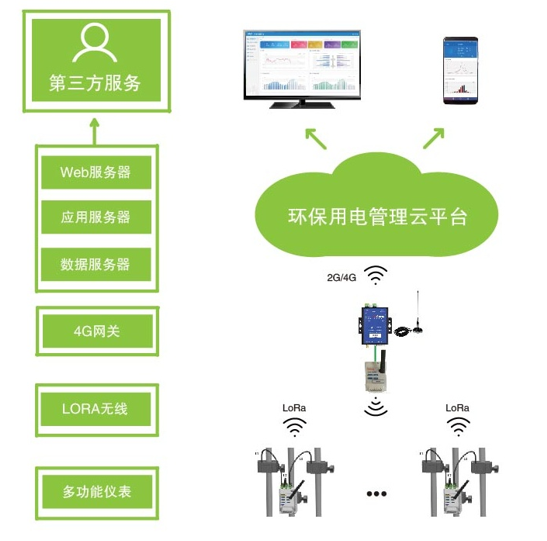 第三方服务
Web服务器
应用服务器
数据服务器
4G网关
LORA无线
多功能仪表
环保用电管理云平台
2G/4G
LoRa
LoRa